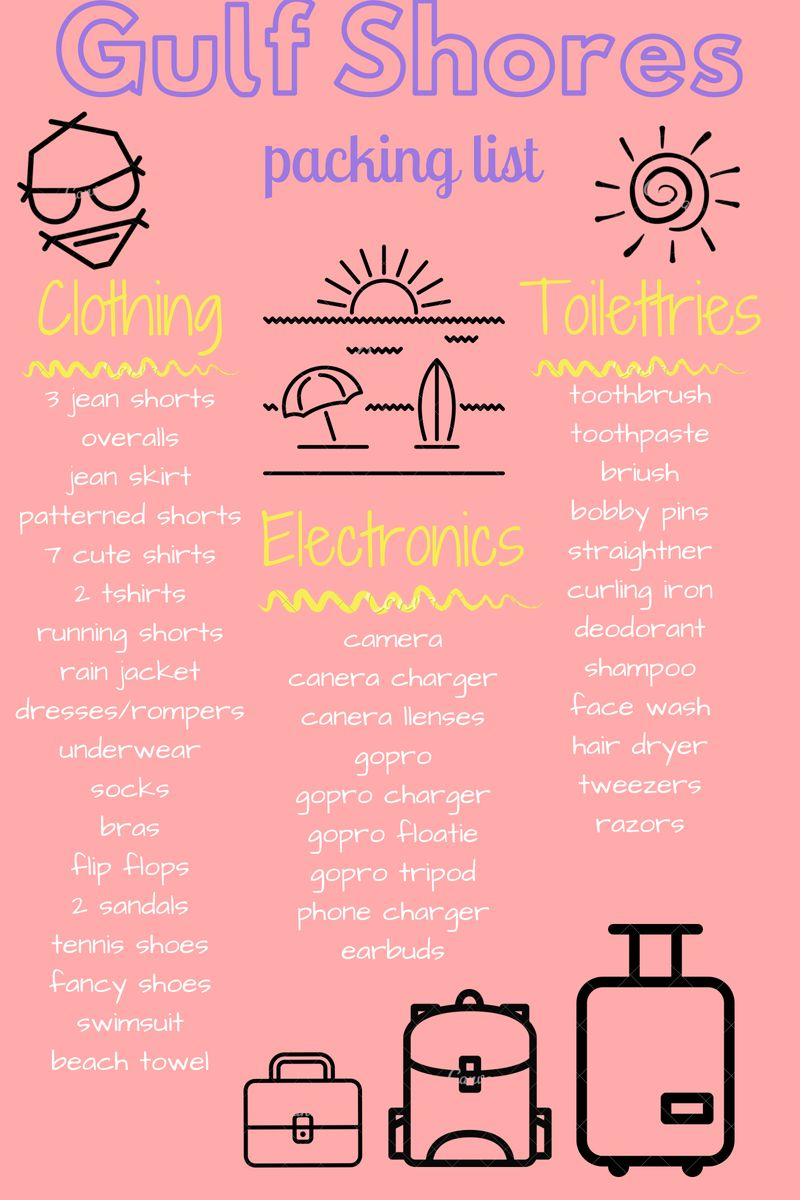 Gulf Shores
packing list
Clothing
3 jean shorts
overalls
jean skirt
patterned shorts
7 cute shirts
2 tshirts
running shorts
rain jacket
dresses/rompers
underwear
socks
bras
flip flops
2 sandals
tennis shoes
fancy shoes
swimsuit
beach towel
Electronics
camera
canera charger
canera llenses
gopro
gopro charger
gopro floatie
gopro tripod
phone charger
earbuds
Toilettries
toothbrush
toothpaste
briush
bobby pins
straightner
curling iron
deodorant
shampoo
face wash
hair dryer
tweezers
razors